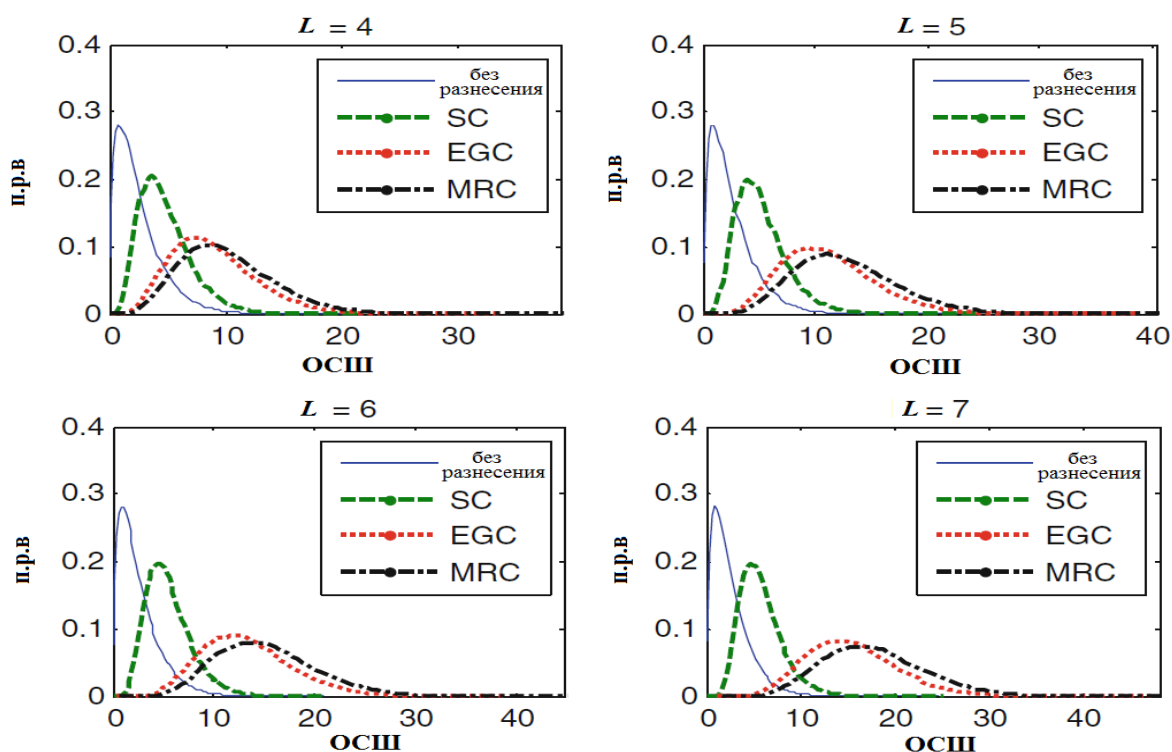 L = 4
0.4
0.3
0.2
0.1
0
п.р.в
без
разнесения
SC
EGC
MRC
0 10 20 30
ОСШ
L = 5
0.4
0.3
0.2
0.1
0
п.р.в
без
разнесения
SC
EGC
MRC
0 10 20 30 40
ОСШ
L = 6
0.4
0.3
0.2
0.1
0
п.р.в
без
разнесения
SC
EGC
MRC
0 10 20 30 40
ОСШ
L = 7
0.4
0.3
0.2
0.1
0
п.р.в
без
разнесения
SC
EGC
MRC
0 10 20 30 40
ОСШ